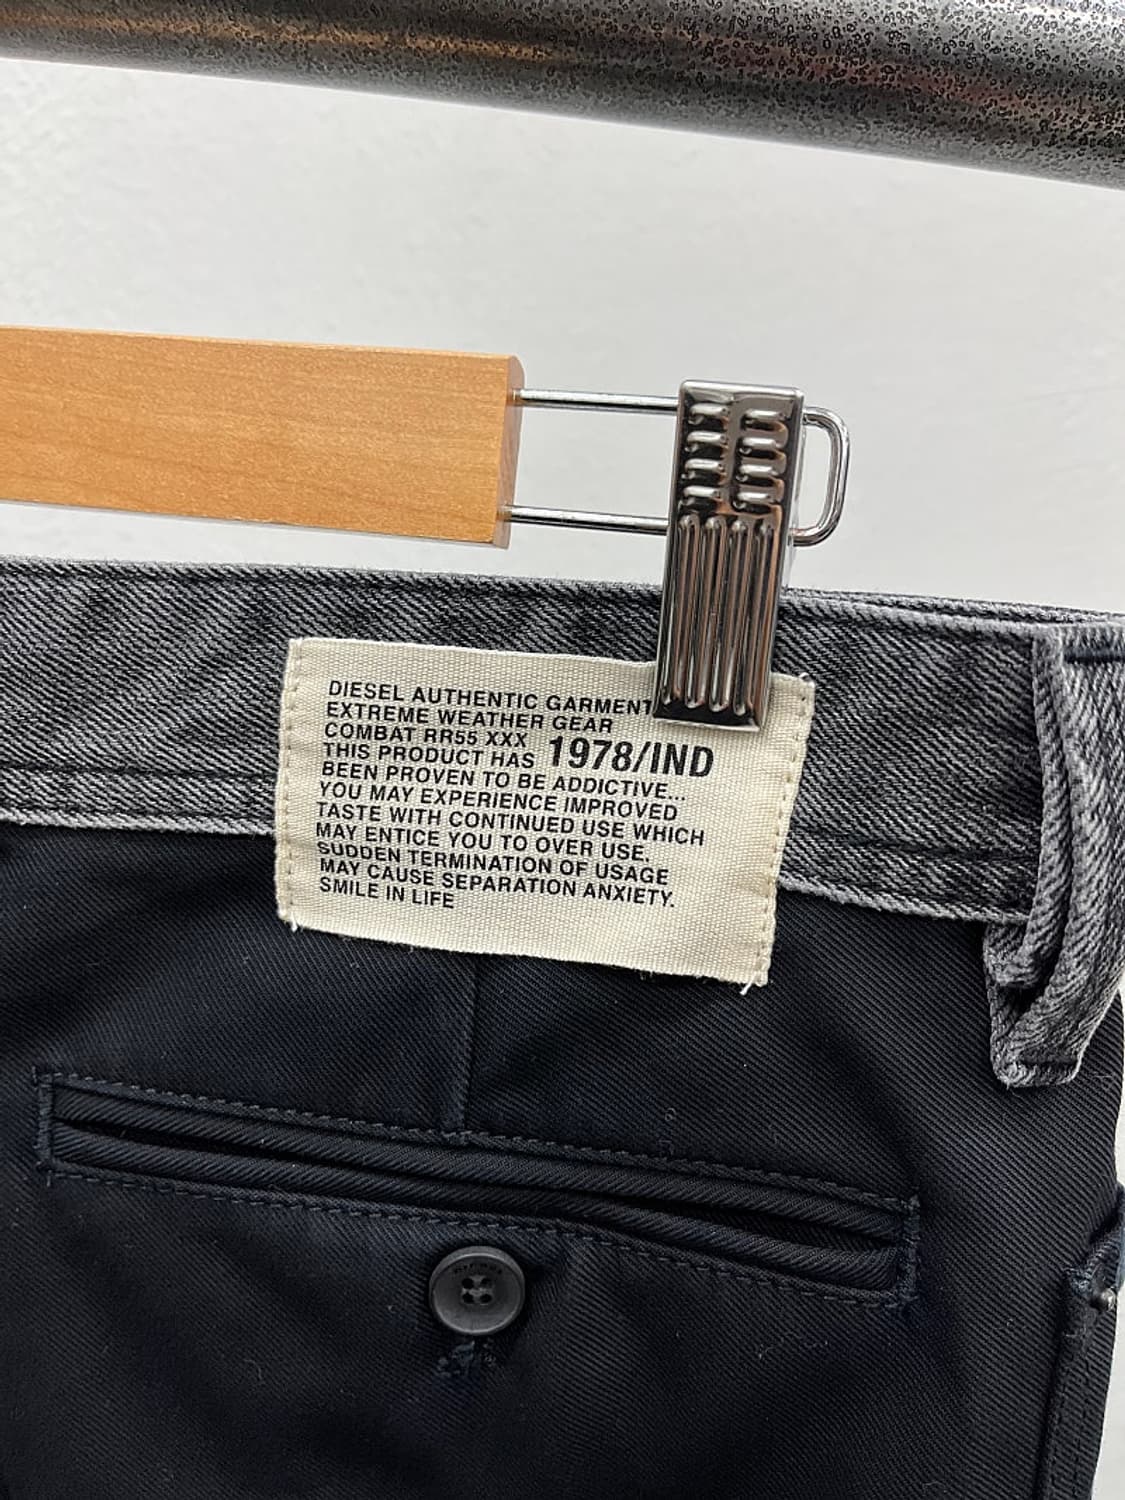 DIESEL AUTHENTIC GARMENT
EXTREME WEATHER GEAR
COMBAT RR55 XXX
THIS PRODUCT HAS 1978/IND
BEEN PROVEN TO BE ADDICTIVE...
YOU MAY EXPERIENCE IMPROVED
TASTE WITH CONTINUED USE WHICH
MAY ENTICE YOU TO OVER USE.
SUDDEN TERMINATION OF USAGE
MAY CAUSE SEPARATION ANXIETY.
SMILE IN LIFE